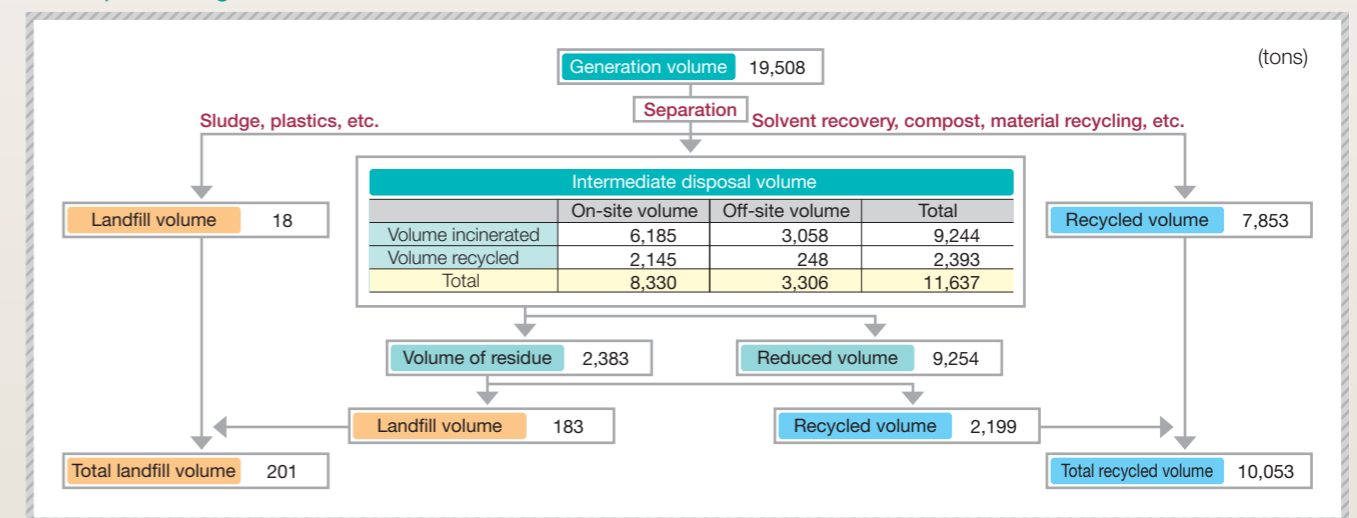 (tons)
Generation volume 19,508
Separation
Sludge, plastics, etc.
Solvent recovery, compost, material recycling, etc.
Intermediate disposal volume
On-site volume Off-site volume Total
Volume incinerated 6,185 3,058 9,244
Volume recycled 2,145 248 2,393
Total 8,330 3,306 11,637
Landfill volume 18
Recycled volume 7,853
Volume of residue 2,383
Reduced volume 9,254
Landfill volume 183
Recycled volume 2,199
Total landfill volume 201
Total recycled volume 10,053